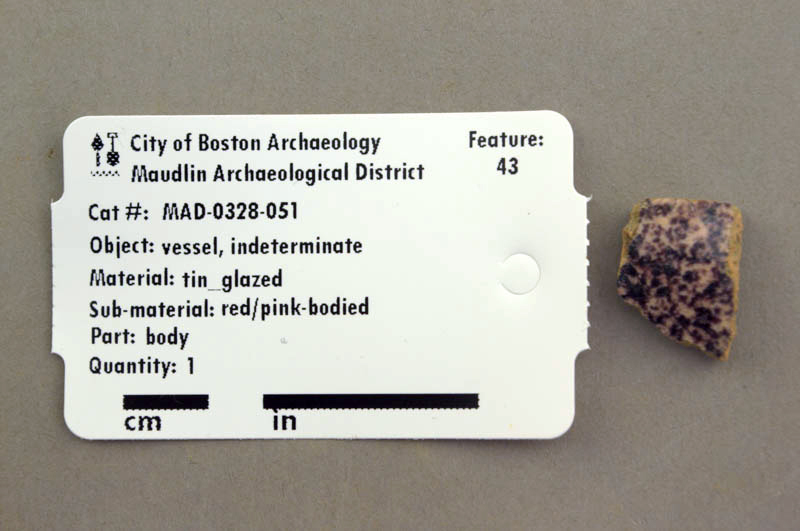 City of Boston Archaeology
Maudlin Archaeological District
Feature:
43
Cat #: MAD-0328-051
Object: vessel, indeterminate
Material: tin_glazed
Sub-material: red/pink-bodied
Part: body
Quantity: 1
cm in